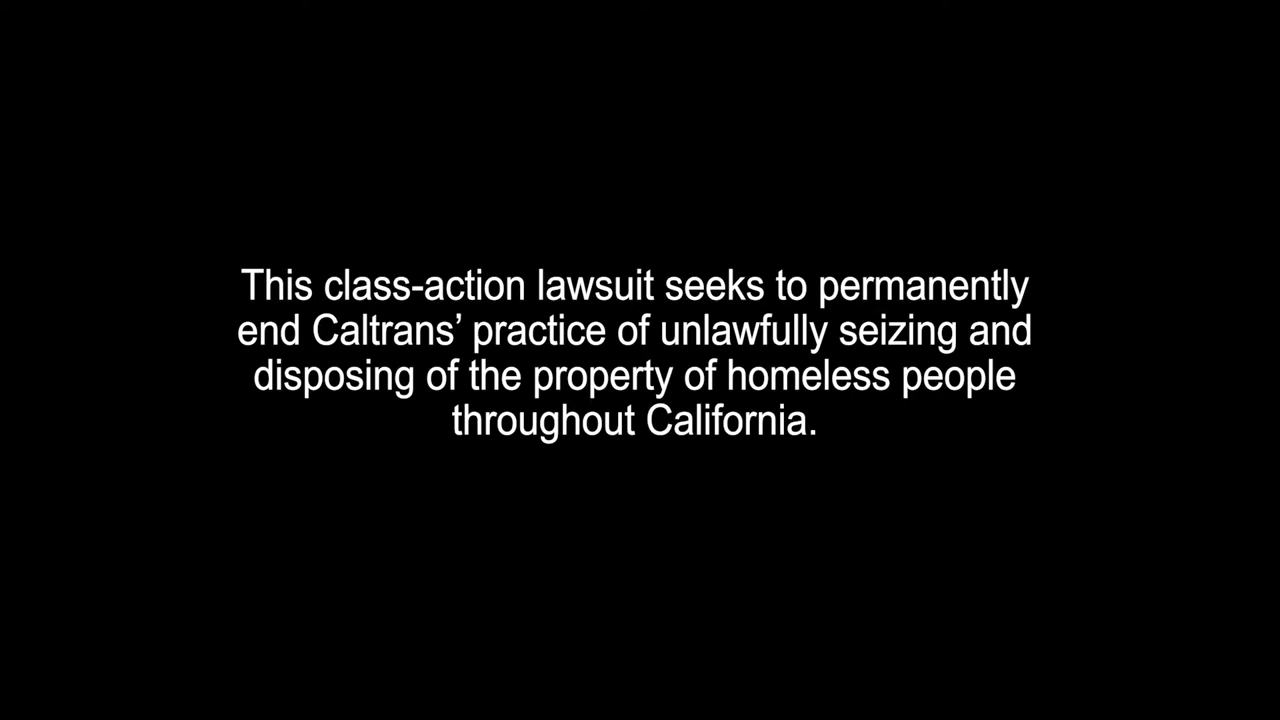 This class-action lawsuit seeks to permanently
end Caltrans’ practice of unlawfully seizing and
disposing of the property of homeless people
throughout California.